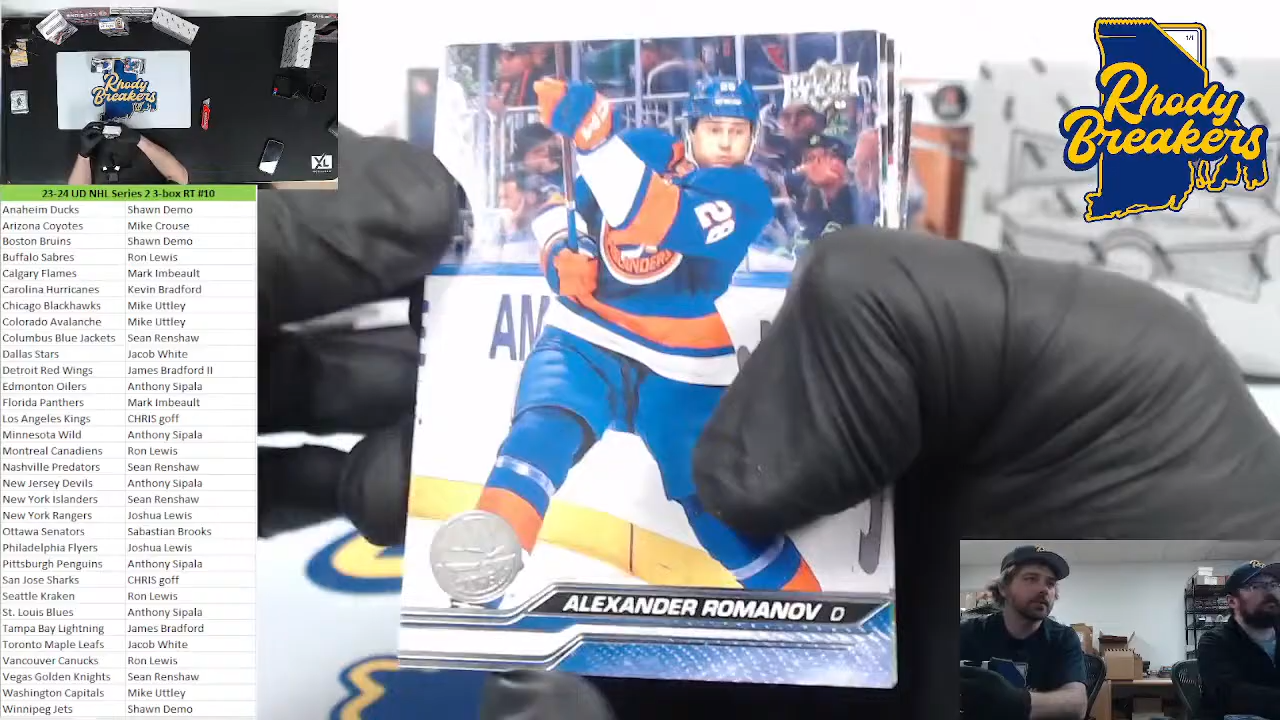 Rhody
Breakers
XL
23-24 UD NHL Series 2 3-box RT #10
Anaheim Ducks Shawn Demo
Arizona Coyotes Mike Crouse
Boston Bruins Shawn Demo
Buffalo Sabres Ron Lewis
Calgary Flames Mark Imbeault
Carolina Hurricanes Kevin Bradford
Chicago Blackhawks Mike Uttley
Colorado Avalanche Mike Uttley
Columbus Blue Jackets Sean Renshaw
Dallas Stars Jacob White
Detroit Red Wings James Bradford II
Edmonton Oilers Anthony Sipala
Florida Panthers Mark Imbeault
Los Angeles Kings CHRIS goff
Minnesota Wild Anthony Sipala
Montreal Canadiens Ron Lewis
Nashville Predators Sean Renshaw
New Jersey Devils Anthony Sipala
New York Islanders Sean Renshaw
New York Rangers Joshua Lewis
Ottawa Senators Sabastian Brooks
Philadelphia Flyers Joshua Lewis
Pittsburgh Penguins Anthony Sipala
San Jose Sharks CHRIS goff
Seattle Kraken Ron Lewis
St. Louis Blues Anthony Sipala
Tampa Bay Lightning James Bradford
Toronto Maple Leafs Jacob White
Vancouver Canucks Ron Lewis
Vegas Golden Knights Sean Renshaw
Washington Capitals Mike Uttley
Winnipeg Jets Shawn Demo
28
ISLANDERS
AM
ALEXANDER ROMANOV D
1/1
Rhody
Breakers